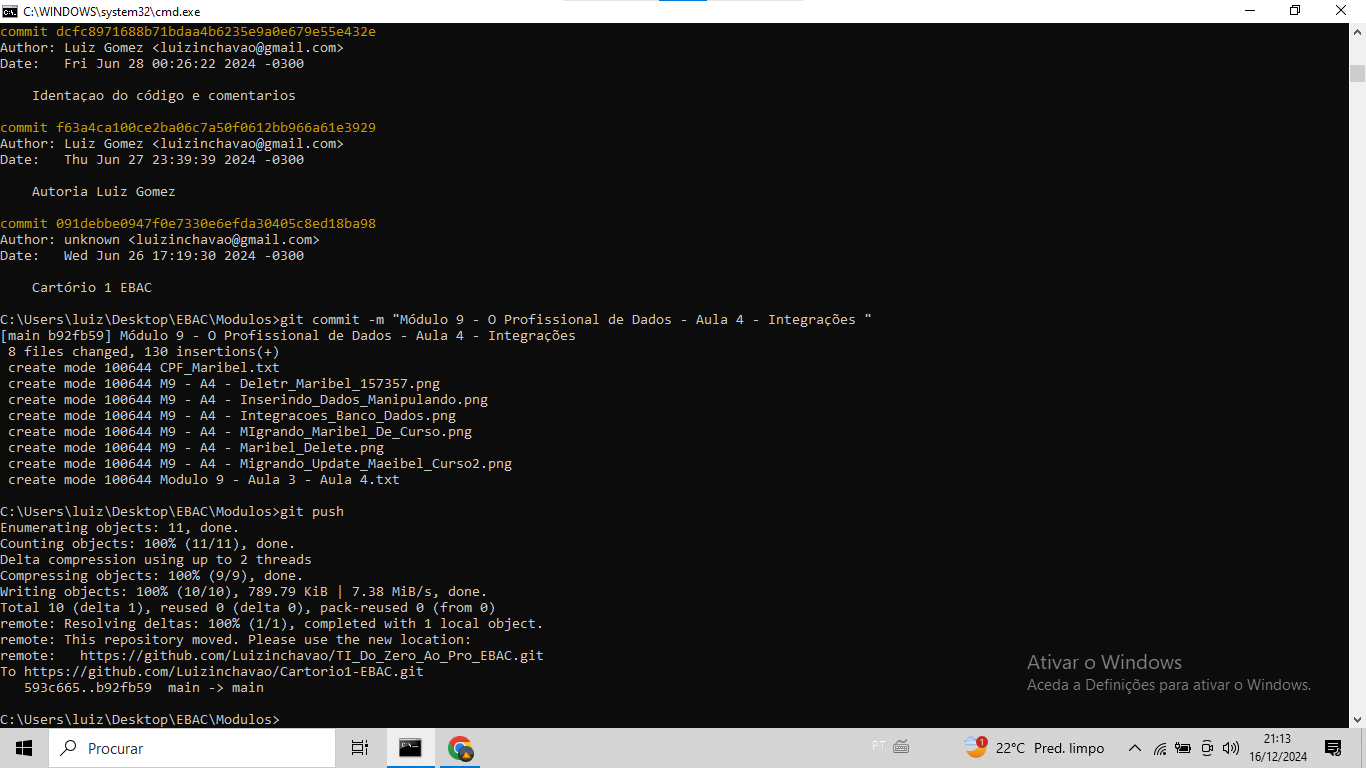 C:\WINDOWS\system32\cmd.exe
commit dcfc8971688b71bdaa4b6235e9a0e679e55e432e
Author: Luiz Gomez <luizinchavao@gmail.com>
Date:   Fri Jun 28 00:26:22 2024 -0300
Identaçao do código e comentarios
commit f63a4ca100ce2ba06c7a50f0612bb966a61e3929
Author: Luiz Gomez <luizinchavao@gmail.com>
Date:   Thu Jun 27 23:39:39 2024 -0300
Autoria Luiz Gomez
commit 091debbe0947f0e7330e6efda30405c8ed18ba98
Author: unknown <luizinchavao@gmail.com>
Date:   Wed Jun 26 17:19:30 2024 -0300
Cartório 1 EBAC
C:\Users\luiz\Desktop\EBAC\Modulos>git commit -m "Módulo 9 - O Profissional de Dados - Aula 4 - Integrações "
[main b92fb59] Módulo 9 - O Profissional de Dados - Aula 4 - Integrações
8 files changed, 130 insertions(+)
create mode 100644 CPF_Maribel.txt
create mode 100644 M9 - A4 - Deletr_Maribel_157357.png
create mode 100644 M9 - A4 - Inserindo_Dados_Manipulando.png
create mode 100644 M9 - A4 - Integracoes_Banco_Dados.png
create mode 100644 M9 - A4 - MIgrando_Maribel_De_Curso.png
create mode 100644 M9 - A4 - Maribel_Delete.png
create mode 100644 M9 - A4 - Migrando_Update_Maeibel_Curso2.png
create mode 100644 Modulo 9 - Aula 3 - Aula 4.txt
C:\Users\luiz\Desktop\EBAC\Modulos>git push
Enumerating objects: 11, done.
Counting objects: 100% (11/11), done.
Delta compression using up to 2 threads
Compressing objects: 100% (9/9), done.
Writing objects: 100% (10/10), 789.79 KiB | 7.38 MiB/s, done.
Total 10 (delta 1), reused 0 (delta 0), pack-reused 0 (from 0)
remote: Resolving deltas: 100% (1/1), completed with 1 local object.
remote: This repository moved. Please use the new location:
remote:   https://github.com/Luizinchavao/TI_Do_Zero_Ao_Pro_EBAC.git
To https://github.com/Luizinchavao/Cartorio1-EBAC.git
593c665..b92fb59  main -> main
C:\Users\luiz\Desktop\EBAC\Modulos>
Ativar o Windows
Aceda a Definições para ativar o Windows.
Procurar
PT
1
22°C Pred. limpo
21:13
16/12/2024